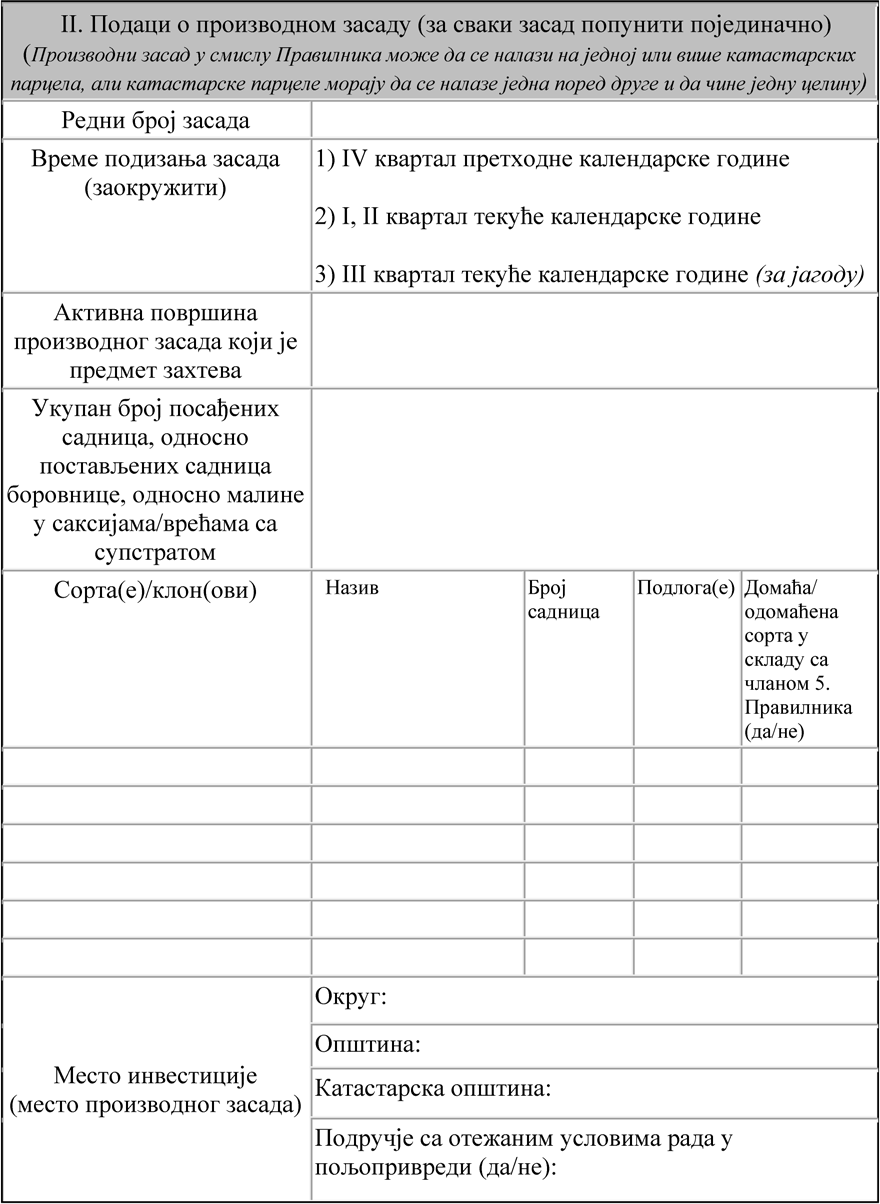 II. Подаци о производном засаду (за сваки засад попунити појединачно)
(Производни засад у смислу Правилника може да се налази на једној или више катастарских
парцела, али катастарске парцеле морају да се налазе једна поред друге и да чине једну целину)
Редни број засада
Време подизања засада
(заокружити)
1) IV квартал претходне календарске године
2) I, II квартал текуће календарске године
3) III квартал текуће календарске године (за јагоду)
Активна површина
производног засада који је
предмет захтева
Укупан број посађених
садница, односно
постављених садница
боровнице, односно малине
у саксијама/врећама са
супстратом
Сорта(е)/клон(ови)
Назив
Број
садница
Подлога(е)
Домаћа/
одомаћена
сорта у
складу са
чланом 5.
Правилника
(да/не)
Место инвестиције
(место производног засада)
Округ:
Општина:
Катастарска општина:
Подручје са отежаним условима рада у
пољопривреди (да/не):